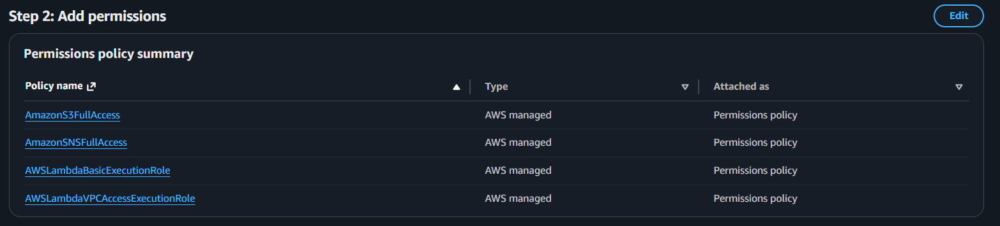 Step 2: Add permissions
Edit
Permissions policy summary
Policy name Type Attached as
AmazonS3FullAccess AWS managed Permissions policy
AmazonSNSFullAccess AWS managed Permissions policy
AWSLambdaBasicExecutionRole AWS managed Permissions policy
AWSLambdaVPCAccessExecutionRole AWS managed Permissions policy